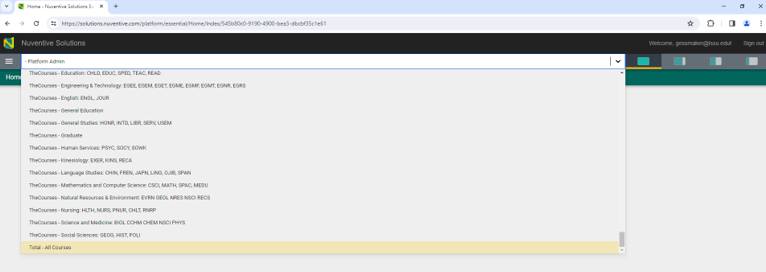 Nuventive Solutions - Nuventive S
https://solutions.nuventive.com/platform/essential/Home/Index/545b80c0-9190-4900-bea3-dbcbf35c1e61
Nuventive Solutions
Welcome, gessmaker@lssu.edu!
Sign out
- Platform Admin
Home
TheCourses - Education: CHLD, EDUC, SPED, TEAC, READ
TheCourses - Engineering & Technology: EGEE, EGEM, EGET, EGME, EGMF, EGMT, EGNR, EGRS
TheCourses - English: ENGL, JOUR
TheCourses - General Education
TheCourses - General Studies: HONR, INTD, LIBR, SERV, USEM
TheCourses - Graduate
TheCourses - Human Services: PSYC, SOCY, SOWK
TheCourses - Kinesiology: EXER, KINS, RECA
TheCourses - Language Studies: CHIN, FREN, JAPN, LING, OJIB, SPAN
TheCourses - Mathematics and Computer Science: CSCI, MATH, SPAC, MEDU
TheCourses - Natural Resources & Environment: EVRN GEOL NRES NSCI RECS
TheCourses - Nursing: HLTH, NURS, PNUR, CHLT, RNRP
TheCourses - Science and Medicine: BIOL CCHM CHEM NSCI PHYS
TheCourses - Social Sciences: GEOG, HIST, POLI
Total - All Courses